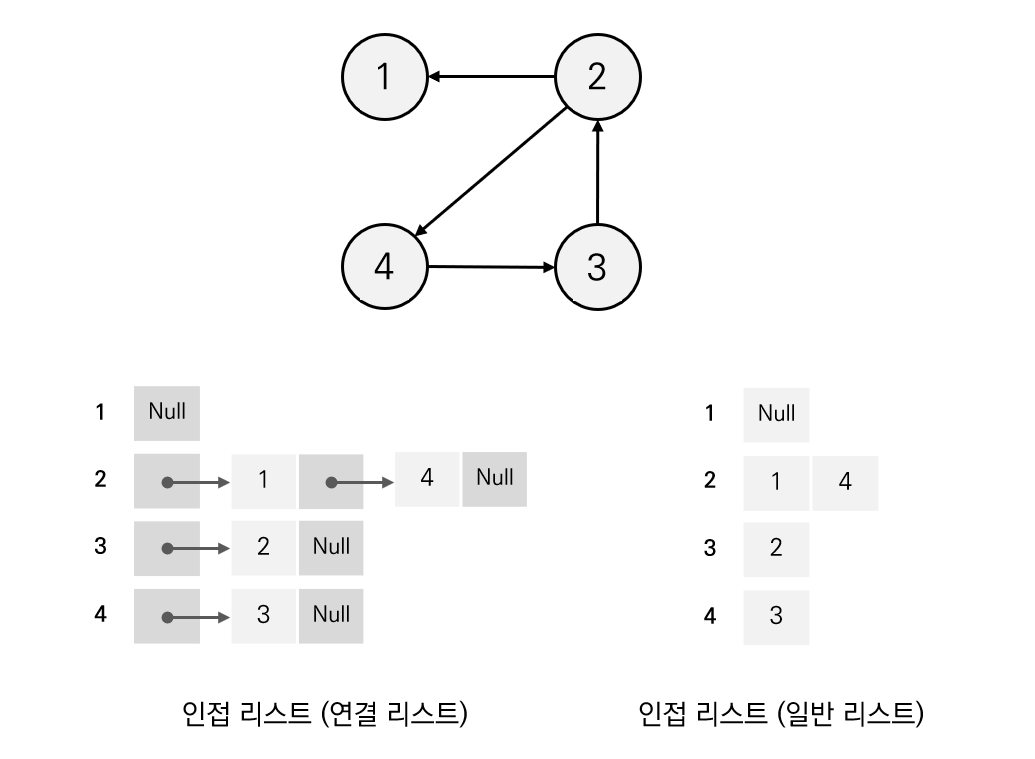 1 2
4 3
1 Null
2 1 4 Null
3 2 Null
4 3 Null
인접 리스트 (연결 리스트)
1 Null
2 1 4
3 2
4 3
인접 리스트 (일반 리스트)